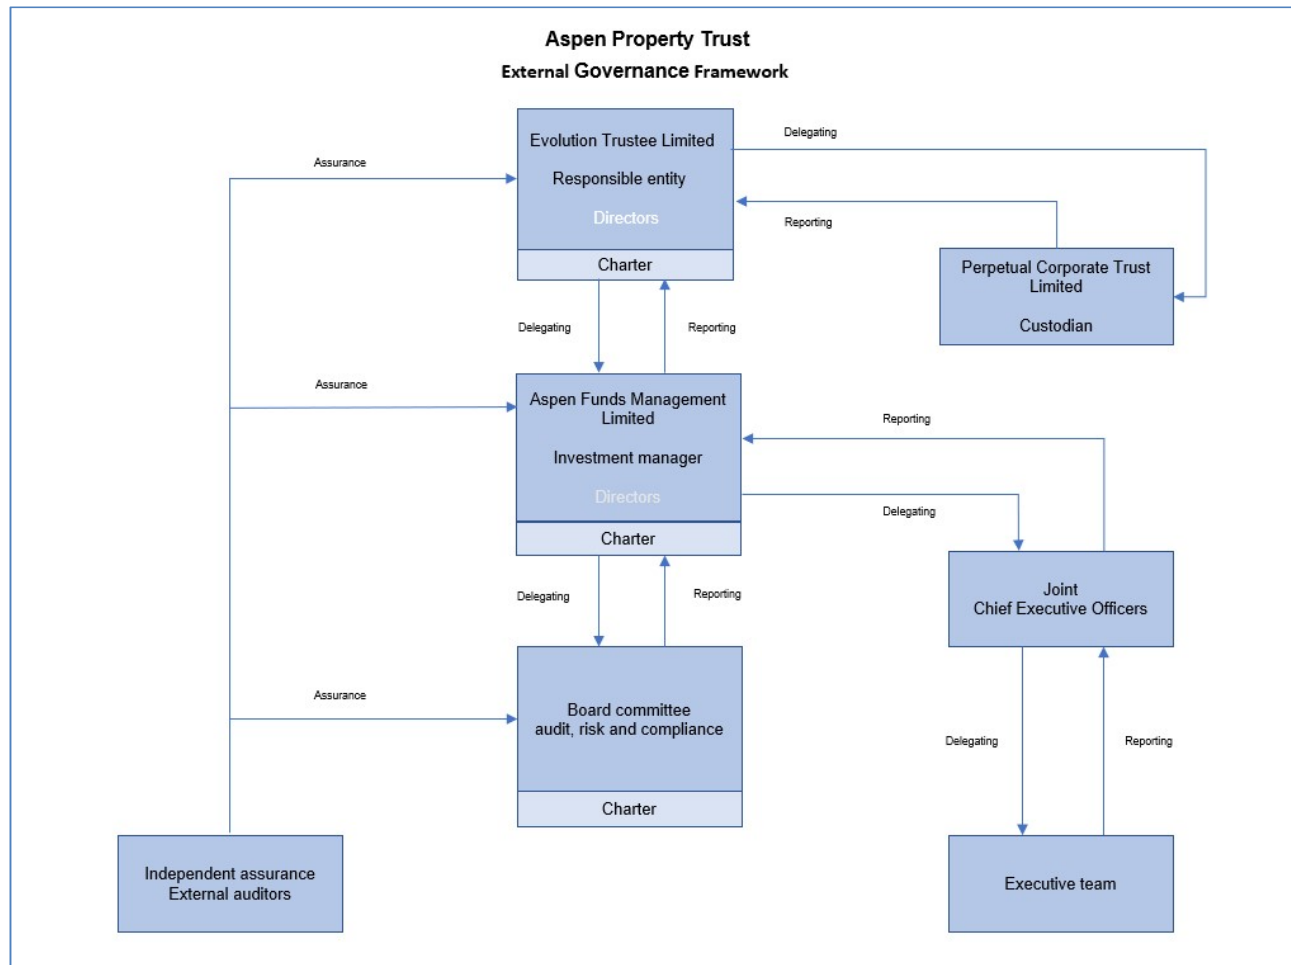 Aspen Property Trust
External Governance Framework
Evolution Trustee Limited
Responsible entity
Directors
Charter
Delegating
Reporting
Perpetual Corporate Trust
Limited
Custodian
Assurance
Delegating
Reporting
Assurance
Aspen Funds Management
Limited
Investment manager
Directors
Charter
Reporting
Delegating
Joint
Chief Executive Officers
Delegating
Reporting
Assurance
Board committee
audit, risk and compliance
Charter
Delegating
Reporting
Independent assurance
External auditors
Executive team